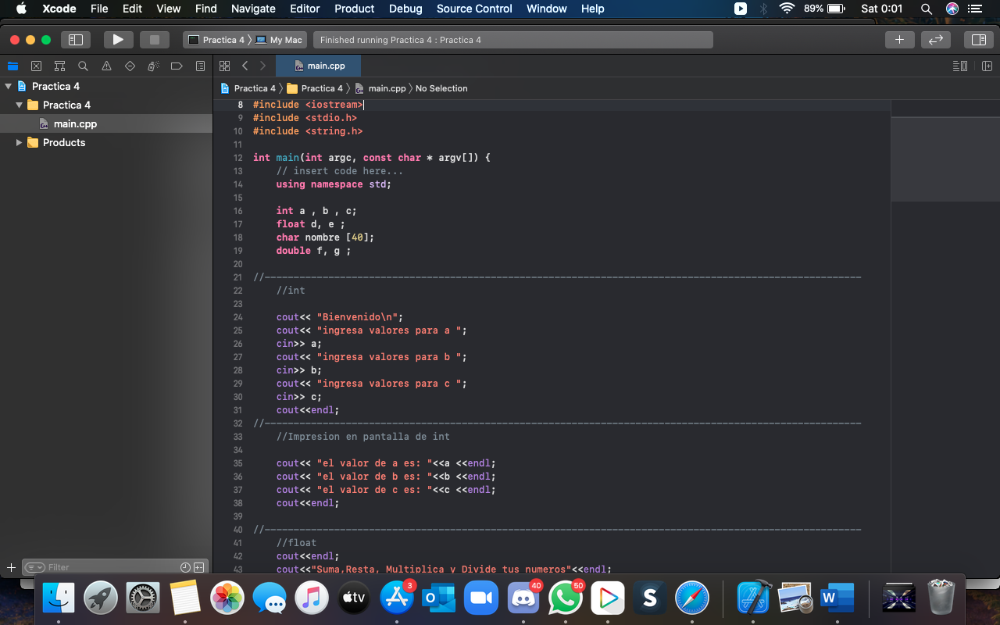 Xcode File Edit View Find Navigate Editor Product Debug Source Control Window Help 89% Sat 0:01
Practica 4 My Mac Finished running Practica 4 : Practica 4
main.cpp
Practica 4 Practica 4 main.cpp No Selection
Practica 4
Practica 4
main.cpp
Products
8 #include <iostream>
9 #include <stdio.h>
10 #include <string.h>
11
12 int main(int argc, const char * argv[]) {
13 // insert code here...
14 using namespace std;
15
16 int a , b , c;
17 float d, e ;
18 char nombre [40];
19 double f, g ;
20
21 //-------------------------------------------------------------------------------------------------------
22 //int
23
24 cout<< "Bienvenido\n";
25 cout<< "ingresa valores para a ";
26 cin>> a;
27 cout<< "ingresa valores para b ";
28 cin>> b;
29 cout<< "ingresa valores para c ";
30 cin>> c;
31 cout<<endl;
32 //-------------------------------------------------------------------------------------------------------
33 //Impresion en pantalla de int
34
35 cout<< "el valor de a es: "<<a <<endl;
36 cout<< "el valor de b es: "<<b <<endl;
37 cout<< "el valor de c es: "<<c <<endl;
38 cout<<endl;
39
40 //-------------------------------------------------------------------------------------------------------
41 //float
42 cout<<endl;
43 cout<<"Suma,Resta, Multiplica y Divide tus numeros"<<endl;
Filter
tv 3 O 40 50 S W